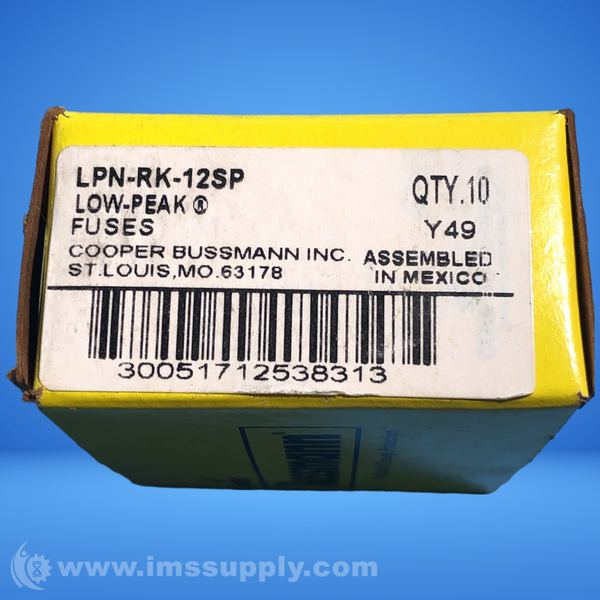 LPN-RK-12SP QTY.10
LOW-PEAK ®
FUSES Y49
COOPER BUSSMANN INC. ASSEMBLED
ST.LOUIS,MO.63178 IN MEXICO
30051712538313
www.imssupply.com